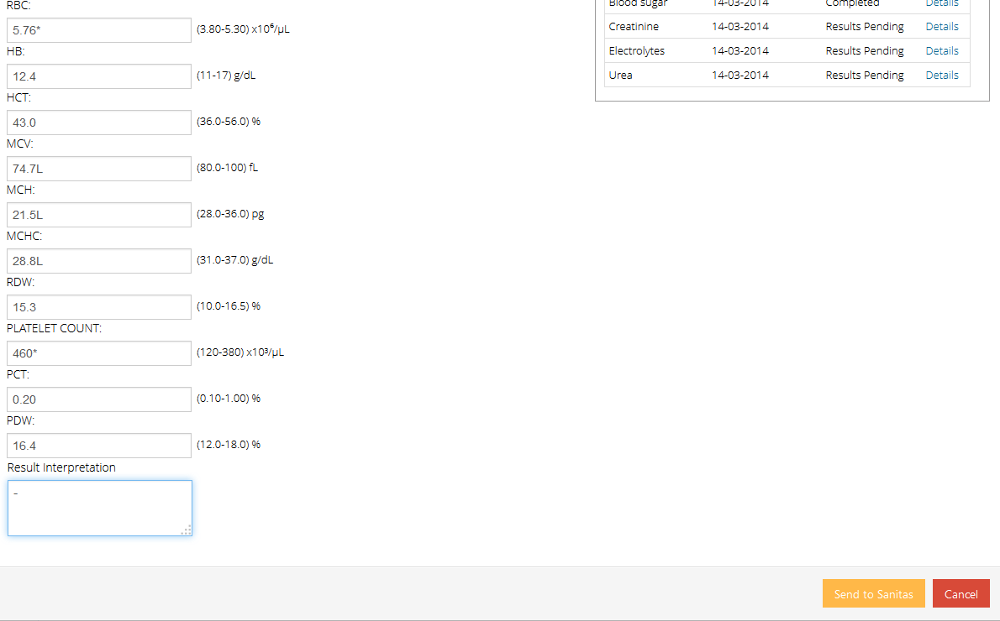 RBC:
5.76* (3.80-5.30) x10⁶/µL
HB:
12.4 (11-17) g/dL
HCT:
43.0 (36.0-56.0) %
MCV:
74.7L (80.0-100) fL
MCH:
21.5L (28.0-36.0) pg
MCHC:
28.8L (31.0-37.0) g/dL
RDW:
15.3 (10.0-16.5) %
PLATELET COUNT:
460* (120-380) x10³/µL
PCT:
0.20 (0.10-1.00) %
PDW:
16.4 (12.0-18.0) %
Result Interpretation
-
Blood sugar 14-03-2014 Completed Details
Creatinine 14-03-2014 Results Pending Details
Electrolytes 14-03-2014 Results Pending Details
Urea 14-03-2014 Results Pending Details
Send to Sanitas Cancel